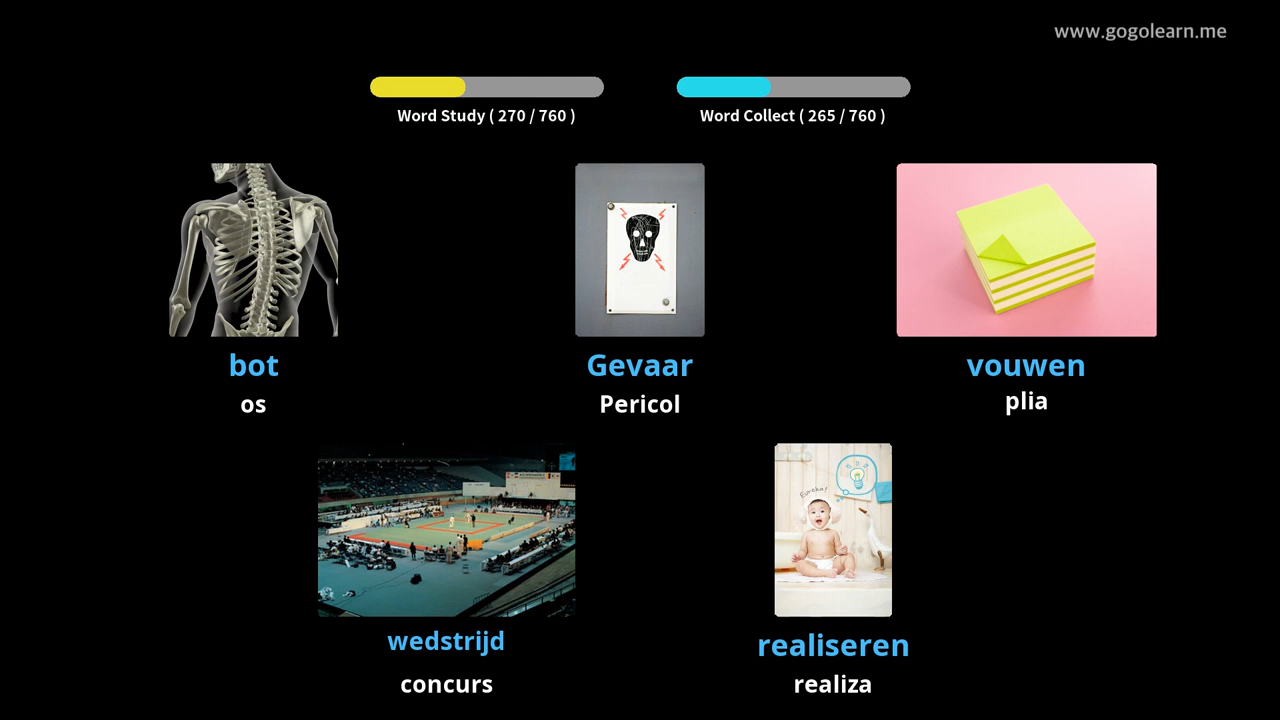 www.gogolearn.me
Word Study ( 270 / 760 )
Word Collect ( 265 / 760 )
bot
Gevaar
vouwen
os
Pericol
plia
Eureka!
wedstrijd
realiseren
concurs
realiza